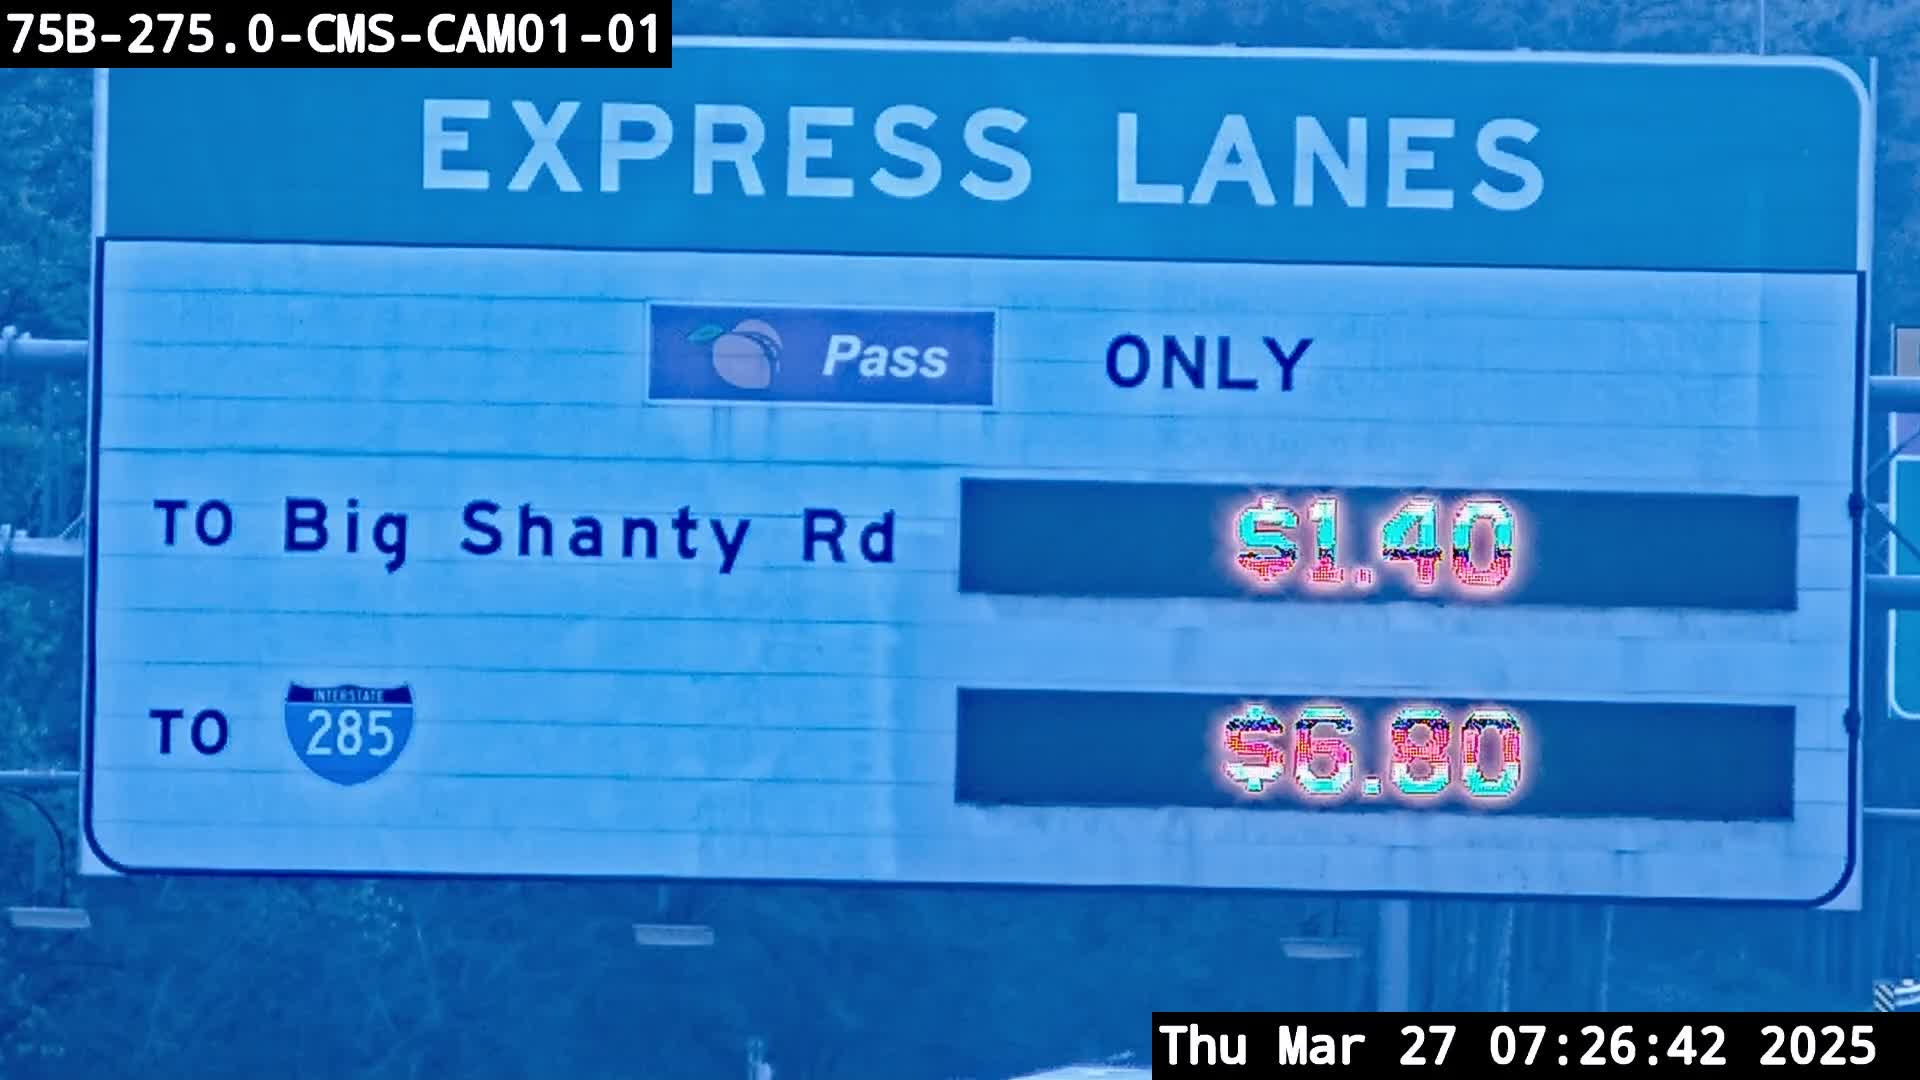 75B-275.0-CMS-CAM01-01
EXPRESS LANES
Pass ONLY
TO Big Shanty Rd $1.40
INTERSTATE
TO 285 $6.80
Thu Mar 27 07:26:42 2025